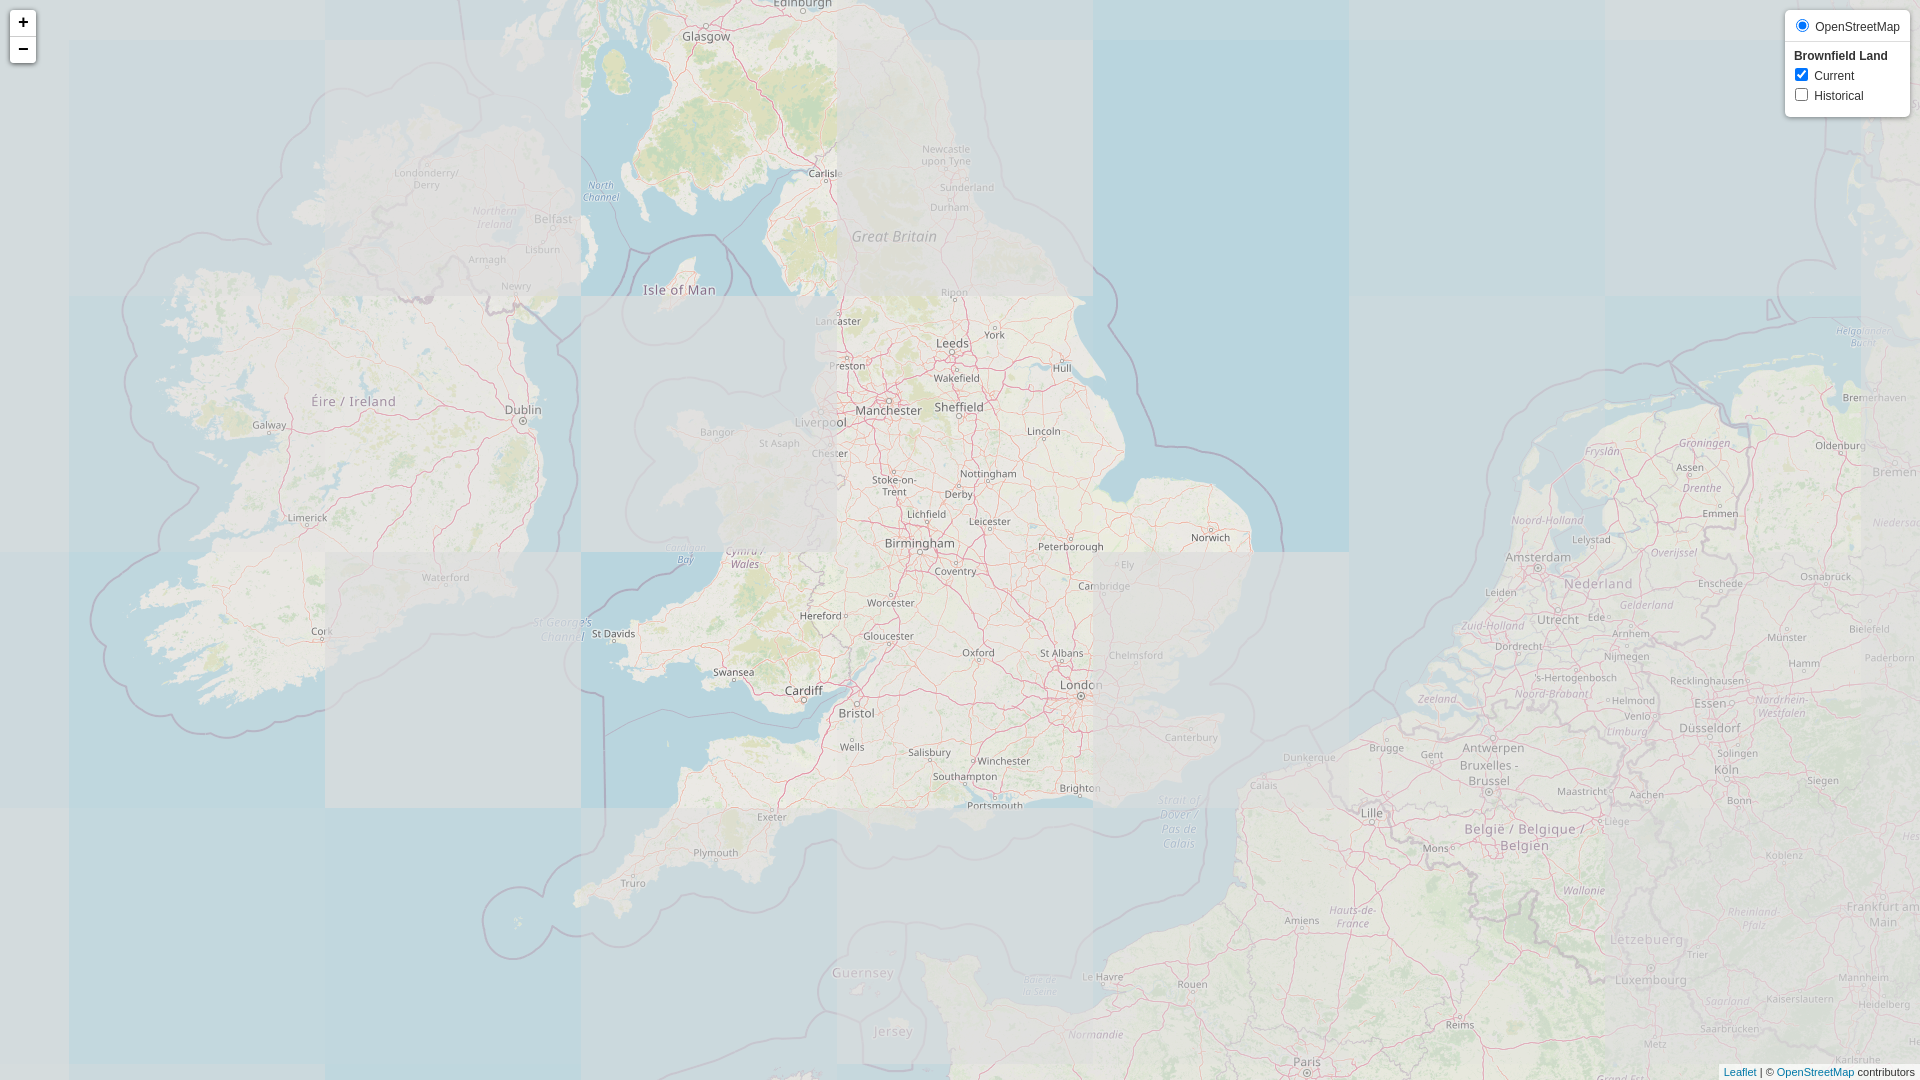 +
−
OpenStreetMap
Brownfield Land
Current
Historical
Edinburgh
Glasgow
Newcastle
upon Tyne
Londonderry/
Derry
Carlisle
North
Channel
Sunderland
Northern
Ireland
Belfast
Durham
Great Britain
Lisburn
Armagh
Newry
Isle of Man
Ripon
Lancaster
York
Leeds
Helgoländer
Bucht
Preston
Hull
Wakefield
Éire / Ireland
Dublin
Manchester
Sheffield
Bremerhaven
Galway
Liverpool
Bangor
St Asaph
Lincoln
Groningen
Oldenburg
Chester
Fryslân
Assen
Nottingham
Stoke-on-
Trent
Derby
Drenthe
Bremen
Limerick
Lichfield
Leicester
Emmen
Noord-Holland
Norwich
Birmingham
Peterborough
Lelystad
Cardigan
Bay
Cymru /
Wales
Amsterdam
Overijssel
Ely
Coventry
Waterford
Nederland
Enschede
Osnabrück
Cambridge
Leiden
Worcester
Gelderland
Hereford
Utrecht
Ede
St George's
Channel
Cork
St Davids
Gloucester
Zuid-Holland
Arnhem
Münster
Bielefeld
Dordrecht
Oxford
St Albans
Chelmsford
Nijmegen
Paderborn
Hamm
Swansea
's-Hertogenbosch
Recklinghausen
London
Cardiff
Noord-Brabant
Zeeland
Helmond
Essen
Nordrhein-
Westfalen
Bristol
Venlo
Düsseldorf
Limburg
Canterbury
Wells
Salisbury
Brugge
Gent
Antwerpen
Dunkerque
Solingen
Winchester
Bruxelles -
Brussel
Köln
Southampton
Siegen
Calais
Brighton
Maastricht
Aachen
Bonn
Portsmouth
Strait of
Dover /
Pas de
Calais
Exeter
Lille
Liège
België / Belgique /
Belgien
Mons
Plymouth
Koblenz
Truro
Wallonie
Hauts-de-
France
Amiens
Rheinland-
Pfalz
Frankfurt am
Main
Lëtzebuerg
Trier
Guernsey
Le Havre
Baie de
la Seine
Rouen
Luxembourg
Mannheim
Saarland
Kaiserslautern
Heidelberg
Jersey
Normandie
Reims
Saarbrücken
Metz
Karlsruhe
Paris
Grand Est
Leaflet | © OpenStreetMap contributors